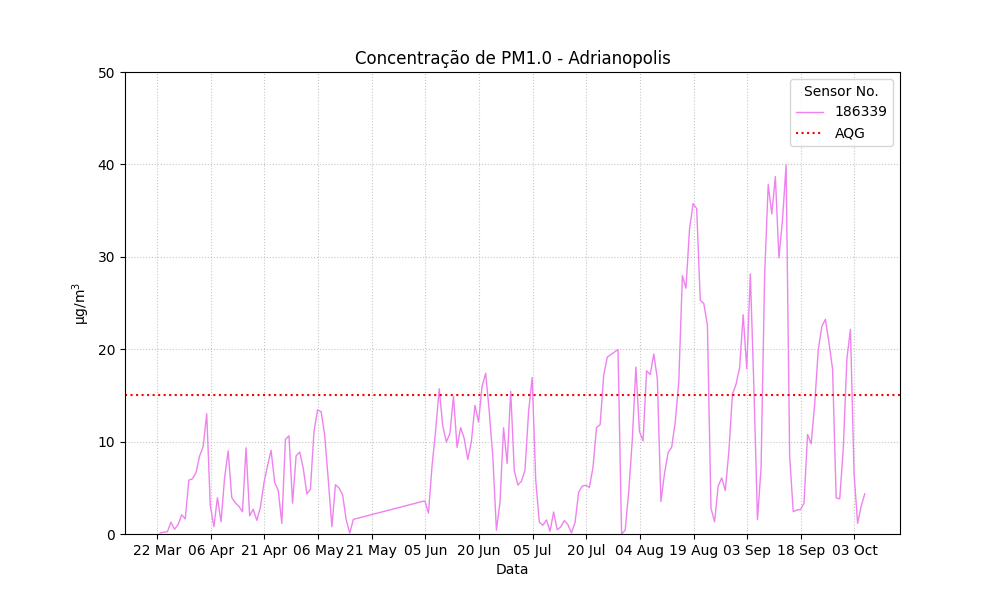 Concentração de PM1.0 - Adrianopolis
50
40
30
20
10
0
µg/m³
Sensor No.
186339
AQG
22 Mar 06 Apr 21 Apr 06 May 21 May 05 Jun 20 Jun 05 Jul 20 Jul 04 Aug 19 Aug 03 Sep 18 Sep 03 Oct
Data